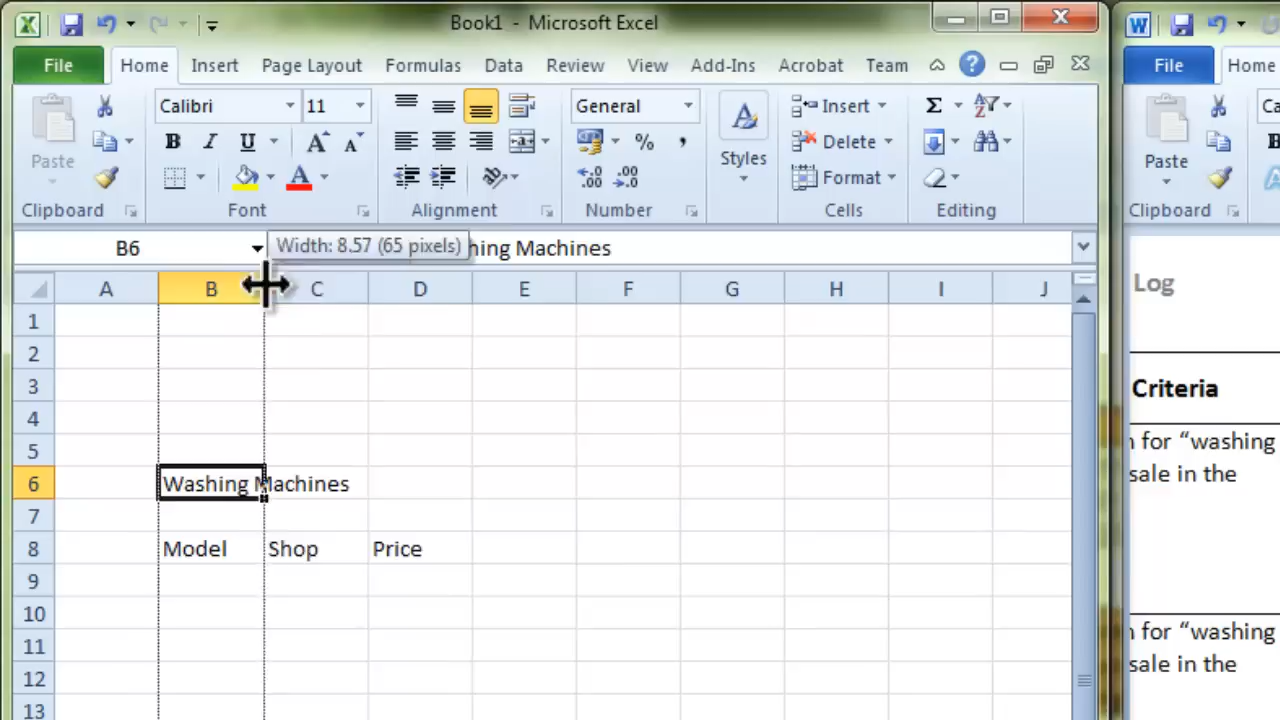 Book1 - Microsoft Excel
File Home Insert Page Layout Formulas Data Review View Add-Ins Acrobat Team
File Home
Calibri 11 General Insert Σ
Paste B I U A A % , Styles Delete
Paste
A Format
Clipboard Font Alignment Number Cells Editing
Clipboard
B6 Width: 8.57 (65 pixels) hing Machines
Log
A B C D E F G H I J
1
2
3
Criteria
4
5
n for “washing
sale in the
6 Washing Machines
7
8 Model Shop Price
9
10
11
n for “washing
sale in the
12
13